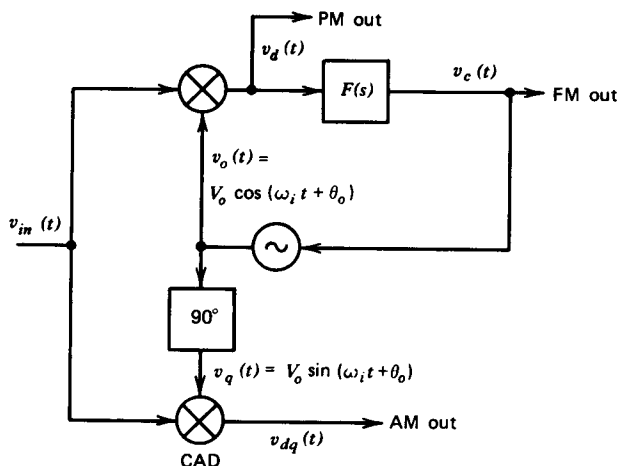 PM out
v_d (t)
F(s)
v_c (t)
FM out
v_o (t) =
V_o cos (ω_i t + θ_o)
v_in (t)
~
90°
v_q (t) = V_o sin (ω_i t + θ_o)
AM out
v_dq (t)
CAD